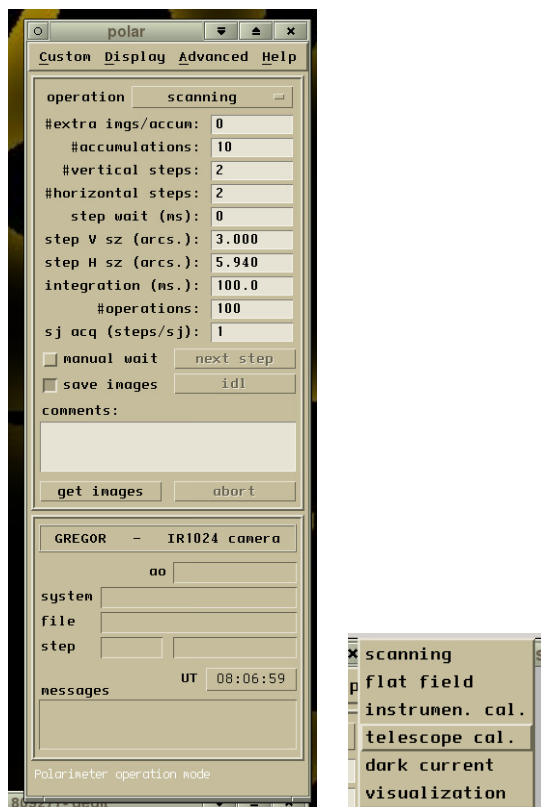 polar
Custom Display Advanced Help
operation scanning
#extra imgs/accum: 0
#accumulations: 10
#vertical steps: 2
#horizontal steps: 2
step wait (ms): 0
step V sz (arcs.): 3.000
step H sz (arcs.): 5.940
integration (ms.): 100.0
#operations: 100
sj acq (steps/sj): 1
manual wait next step
save images idl
comments:
get images abort
GREGOR - IR1024 camera
ao
system
file
step
UT 08:06:59
messages
Polarimeter operation mode
scanning
flat field
instrumen. cal.
telescope cal.
dark current
visualization